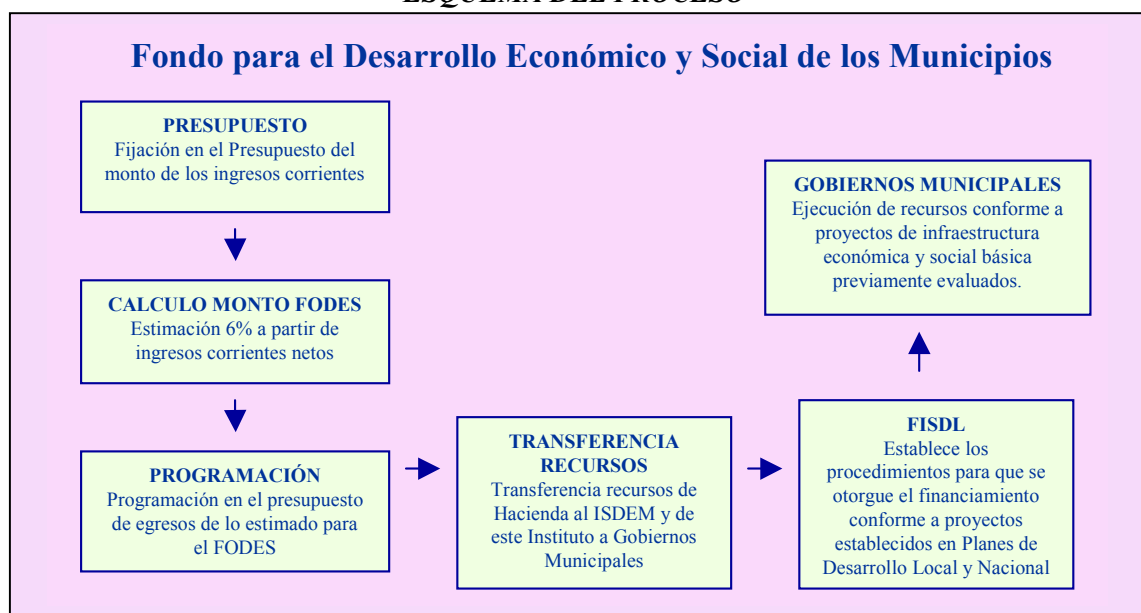 ESQUEMA DEL PROCESO
Fondo para el Desarrollo Económico y Social de los Municipios
PRESUPUESTO
Fijación en el Presupuesto del
monto de los ingresos corrientes
CALCULO MONTO FODES
Estimación 6% a partir de
ingresos corrientes netos
PROGRAMACIÓN
Programación en el presupuesto
de egresos de lo estimado para
el FODES
TRANSFERENCIA
RECURSOS
Transferencia recursos de
Hacienda al ISDEM y de
este Instituto a Gobiernos
Municipales
FISDL
Establece los
procedimientos para que se
otorgue el financiamiento
conforme a proyectos
establecidos en Planes de
Desarrollo Local y Nacional
GOBIERNOS MUNICIPALES
Ejecución de recursos conforme a
proyectos de infraestructura
económica y social básica
previamente evaluados.